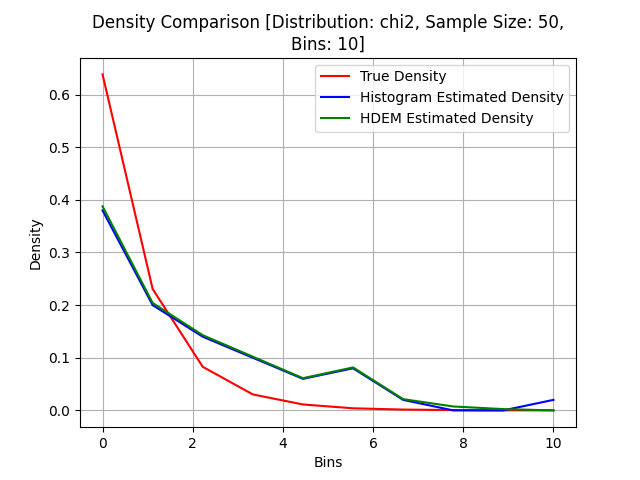 Density Comparison [Distribution: chi2, Sample Size: 50,
Bins: 10]
True Density
Histogram Estimated Density
HDEM Estimated Density
Density
0.6
0.5
0.4
0.3
0.2
0.1
0.0
0 2 4 6 8 10
Bins